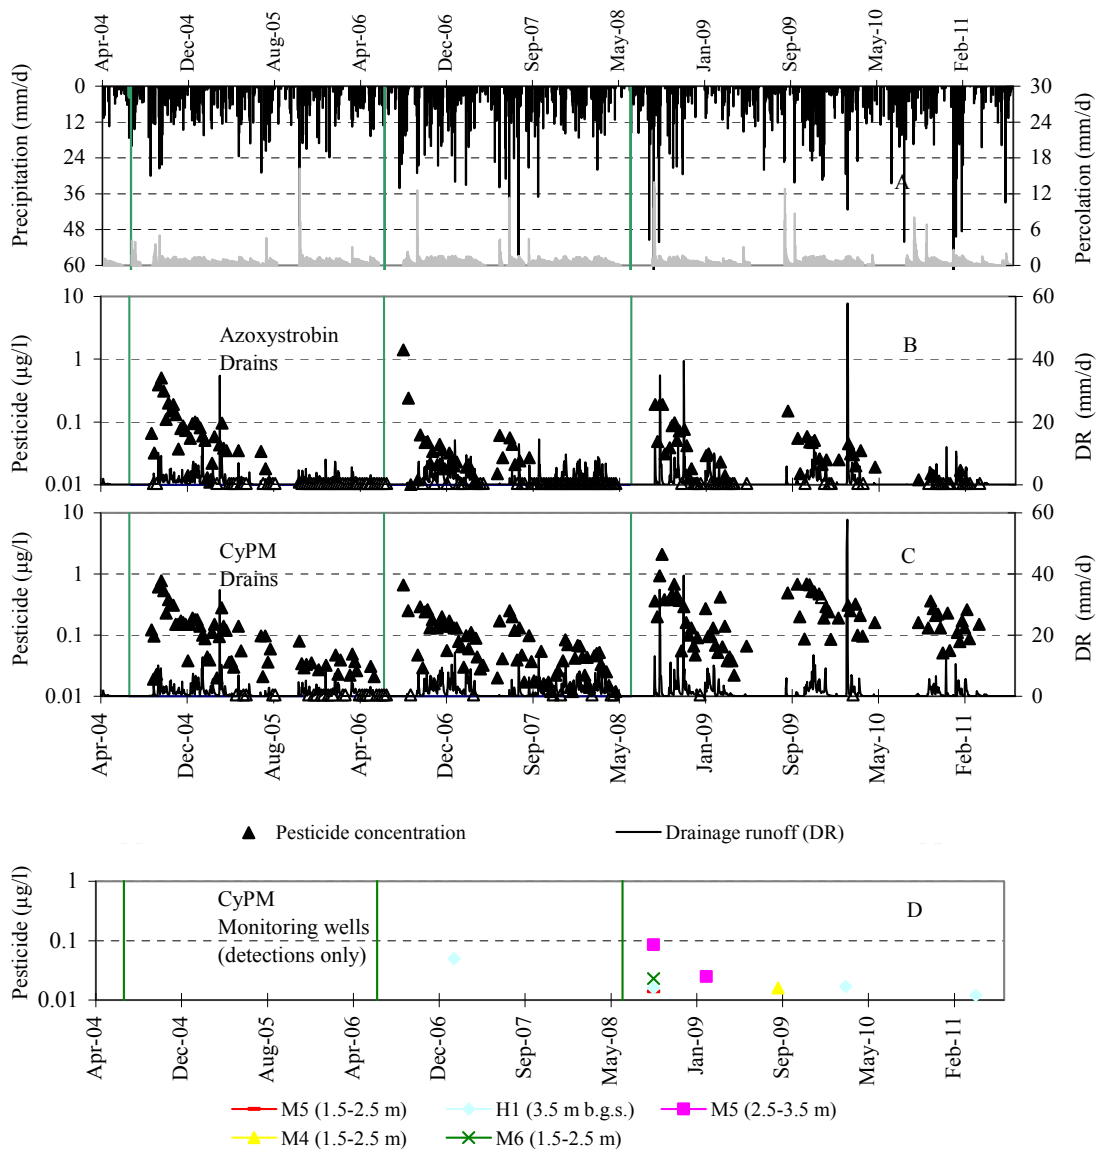 Apr-04 Dec-04 Aug-05 Apr-06 Dec-06 Sep-07 May-08 Jan-09 Sep-09 May-10 Feb-11
Precipitation (mm/d)
0
12
24
36
48
60
A
30
24
18
12
6
0
Percolation (mm/d)
Pesticide (µg/l)
10
1
0.1
0.01
Azoxystrobin
Drains
B
60
40
20
0
DR (mm/d)
Pesticide (µg/l)
10
1
0.1
0.01
CyPM
Drains
C
60
40
20
0
DR (mm/d)
Apr-04 Dec-04 Aug-05 Apr-06 Dec-06 Sep-07 May-08 Jan-09 Sep-09 May-10 Feb-11
Pesticide concentration
Drainage runoff (DR)
Pesticide (µg/l)
1
0.1
0.01
CyPM
Monitoring wells
(detections only)
D
Apr-04 Dec-04 Aug-05 Apr-06 Dec-06 Sep-07 May-08 Jan-09 Sep-09 May-10 Feb-11
M5 (1.5-2.5 m) H1 (3.5 m b.g.s.) M5 (2.5-3.5 m)
M4 (1.5-2.5 m) M6 (1.5-2.5 m)